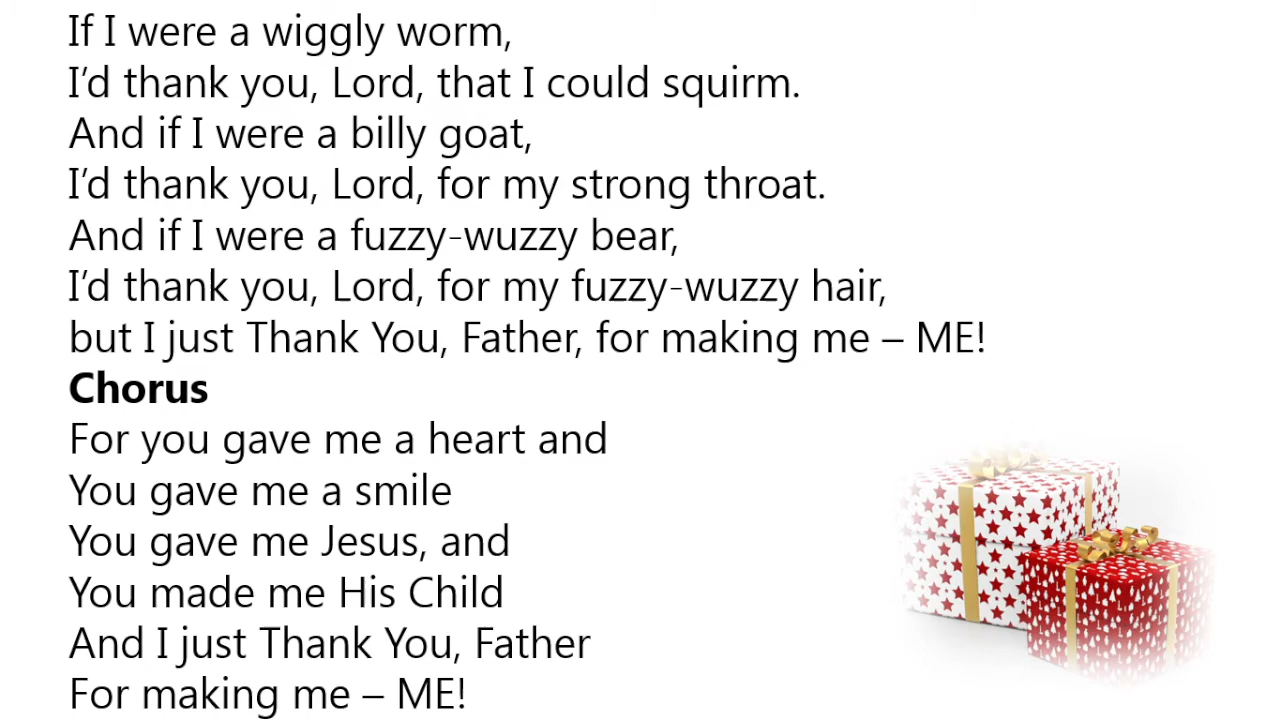 If I were a wiggly worm,
I’d thank you, Lord, that I could squirm.
And if I were a billy goat,
I’d thank you, Lord, for my strong throat.
And if I were a fuzzy-wuzzy bear,
I’d thank you, Lord, for my fuzzy-wuzzy hair,
but I just Thank You, Father, for making me – ME!
Chorus
For you gave me a heart and
You gave me a smile
You gave me Jesus, and
You made me His Child
And I just Thank You, Father
For making me – ME!